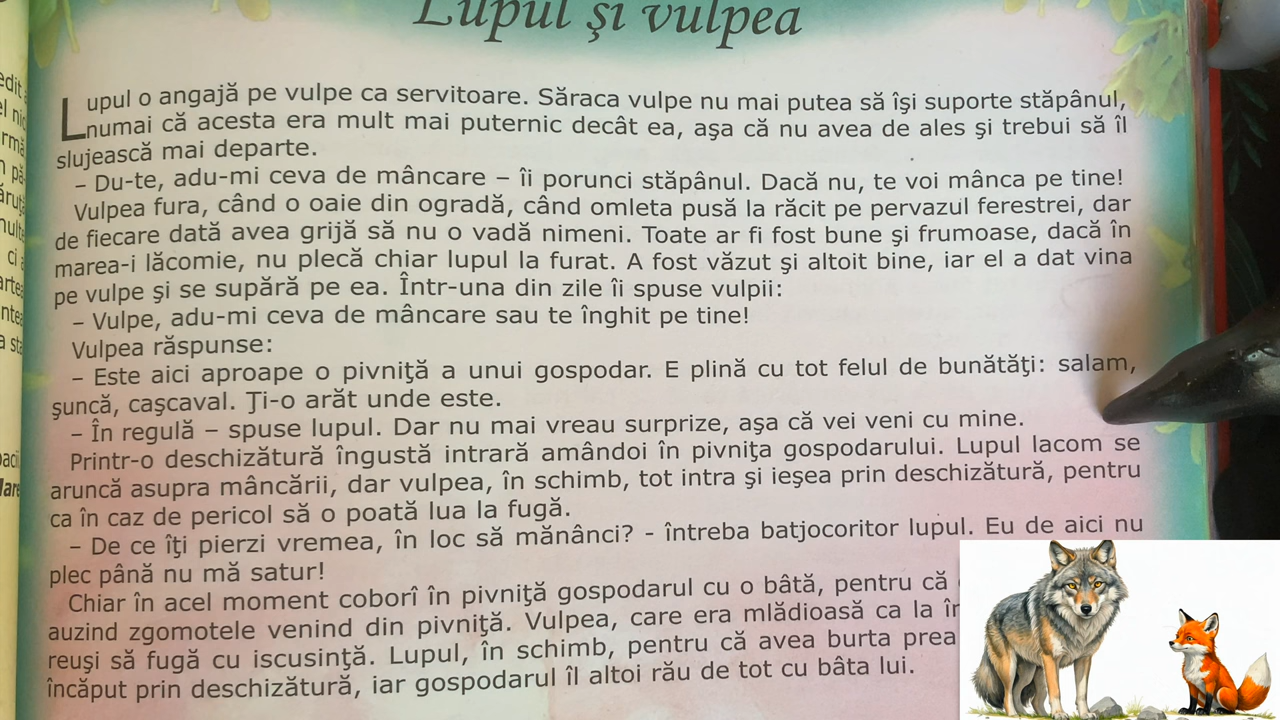 Lupul şi vulpea
Lupul o angajă pe vulpe ca servitoare. Săraca vulpe nu mai putea să îşi suporte stăpânul,
numai că acesta era mult mai puternic decât ea, aşa că nu avea de ales şi trebui să îl
slujească mai departe.
– Du-te, adu-mi ceva de mâncare – îi porunci stăpânul. Dacă nu, te voi mânca pe tine!
Vulpea fura, când o oaie din ogradă, când omleta pusă la răcit pe pervazul ferestrei, dar
de fiecare dată avea grijă să nu o vadă nimeni. Toate ar fi fost bune şi frumoase, dacă în
marea-i lăcomie, nu plecă chiar lupul la furat. A fost văzut şi altoit bine, iar el a dat vina
pe vulpe şi se supără pe ea. Într-una din zile îi spuse vulpii:
– Vulpe, adu-mi ceva de mâncare sau te înghit pe tine!
Vulpea răspunse:
– Este aici aproape o pivniţă a unui gospodar. E plină cu tot felul de bunătăţi: salam,
şuncă, caşcaval. Ţi-o arăt unde este.
– În regulă – spuse lupul. Dar nu mai vreau surprize, aşa că vei veni cu mine.
Printr-o deschizătură îngustă intrară amândoi în pivniţa gospodarului. Lupul lacom se
aruncă asupra mâncării, dar vulpea, în schimb, tot intra şi ieşea prin deschizătură, pentru
ca în caz de pericol să o poată lua la fugă.
– De ce îţi pierzi vremea, în loc să mănânci? - întreba batjocoritor lupul. Eu de aici nu
plec până nu mă satur!
Chiar în acel moment coborî în pivniţă gospodarul cu o bâtă, pentru că
auzind zgomotele venind din pivniţă. Vulpea, care era mlădioasă ca la
reuşi să fugă cu iscusinţă. Lupul, în schimb, pentru că avea burta prea
încăput prin deschizătură, iar gospodarul îl altoi rău de tot cu bâta lui.